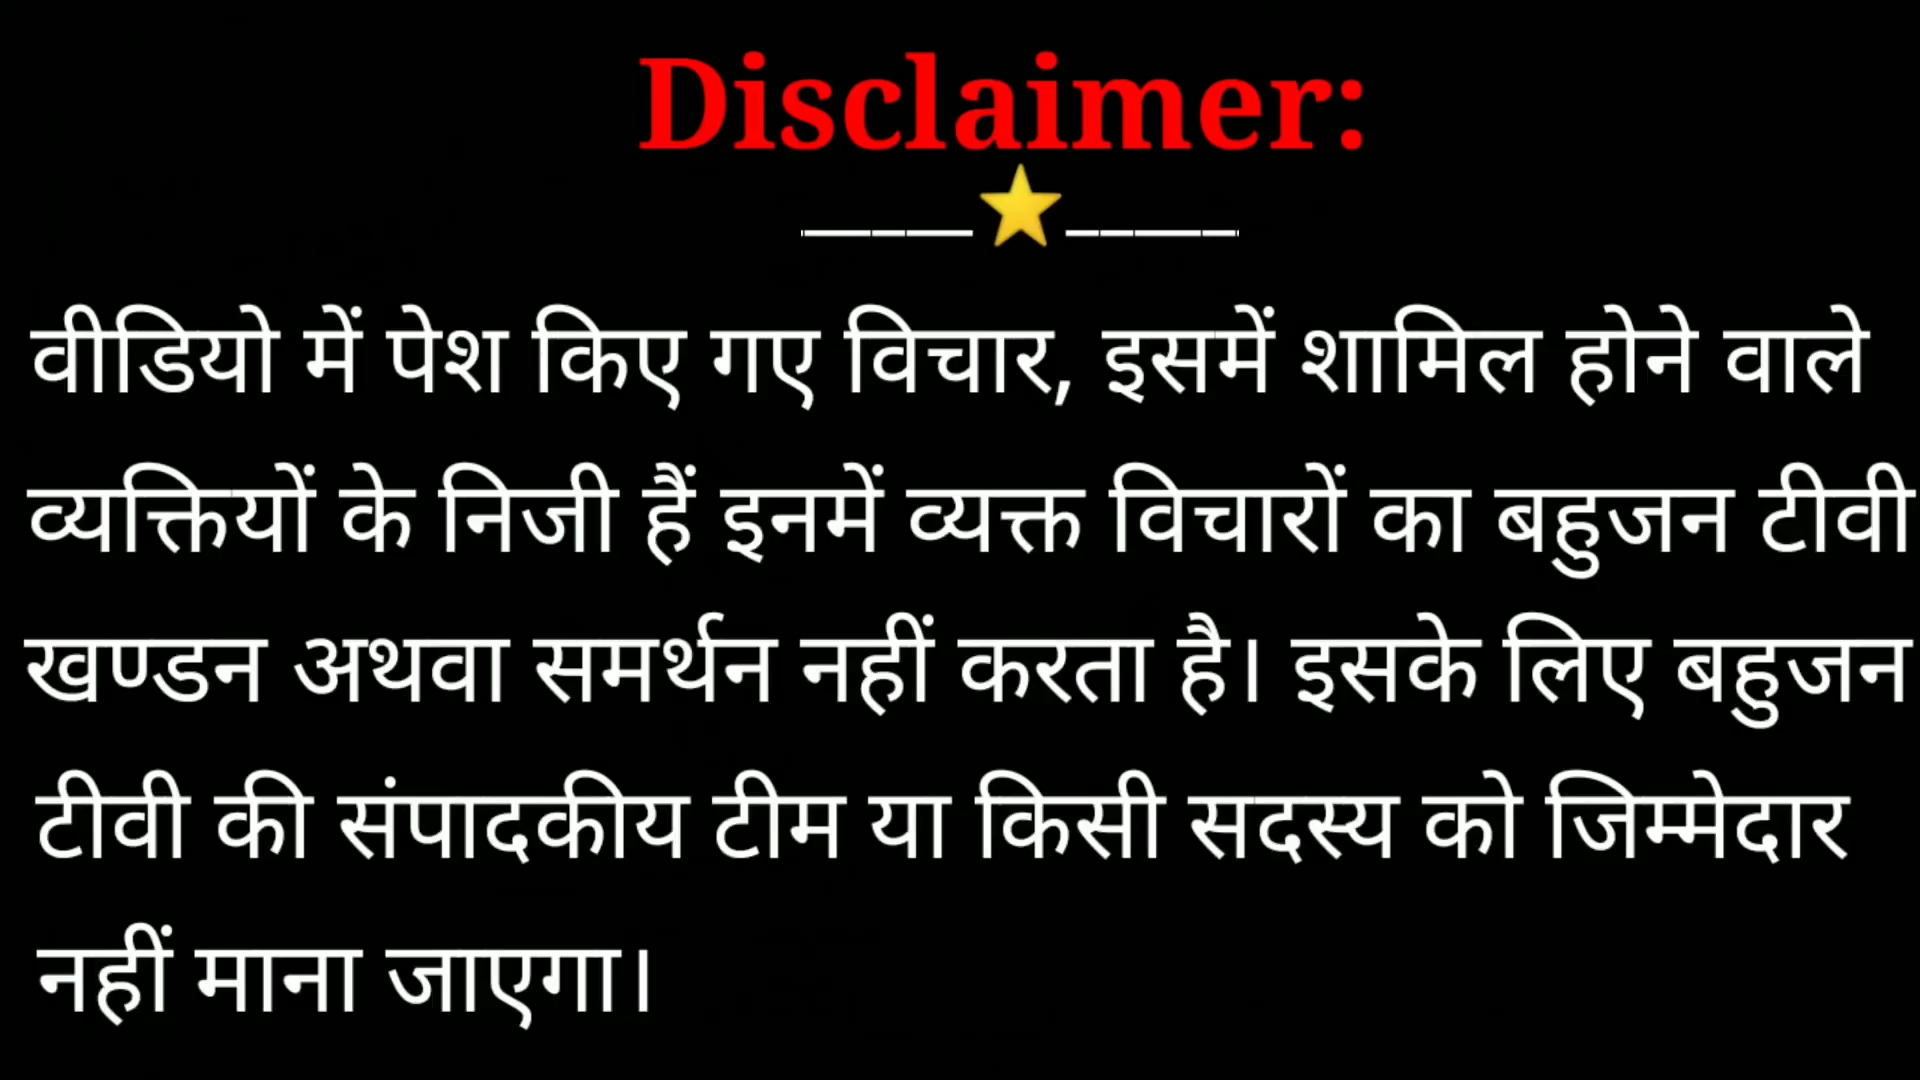 Disclaimer:
वीडियो में पेश किए गए विचार, इसमें शामिल होने वाले
व्यक्तियों के निजी हैं इनमें व्यक्त विचारों का बहुजन टीवी
खण्डन अथवा समर्थन नहीं करता है। इसके लिए बहुजन
टीवी की संपादकीय टीम या किसी सदस्य को जिम्मेदार
नहीं माना जाएगा।